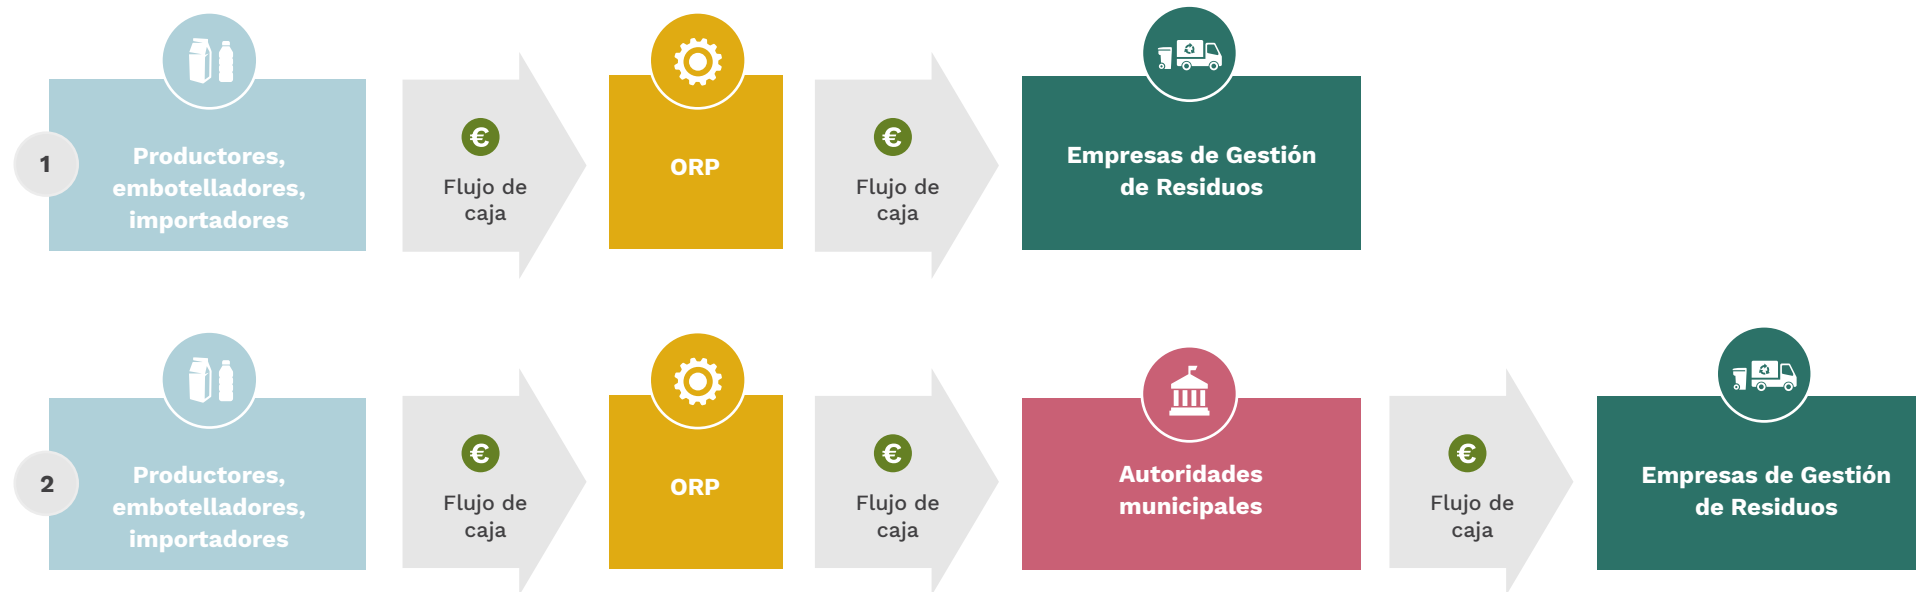 1
Productores,
embotelladores,
importadores
€
Flujo de
caja
ORP
€
Flujo de
caja
Empresas de Gestión
de Residuos
2
Productores,
embotelladores,
importadores
€
Flujo de
caja
ORP
€
Flujo de
caja
Autoridades
municipales
€
Flujo de
caja
Empresas de Gestión
de Residuos